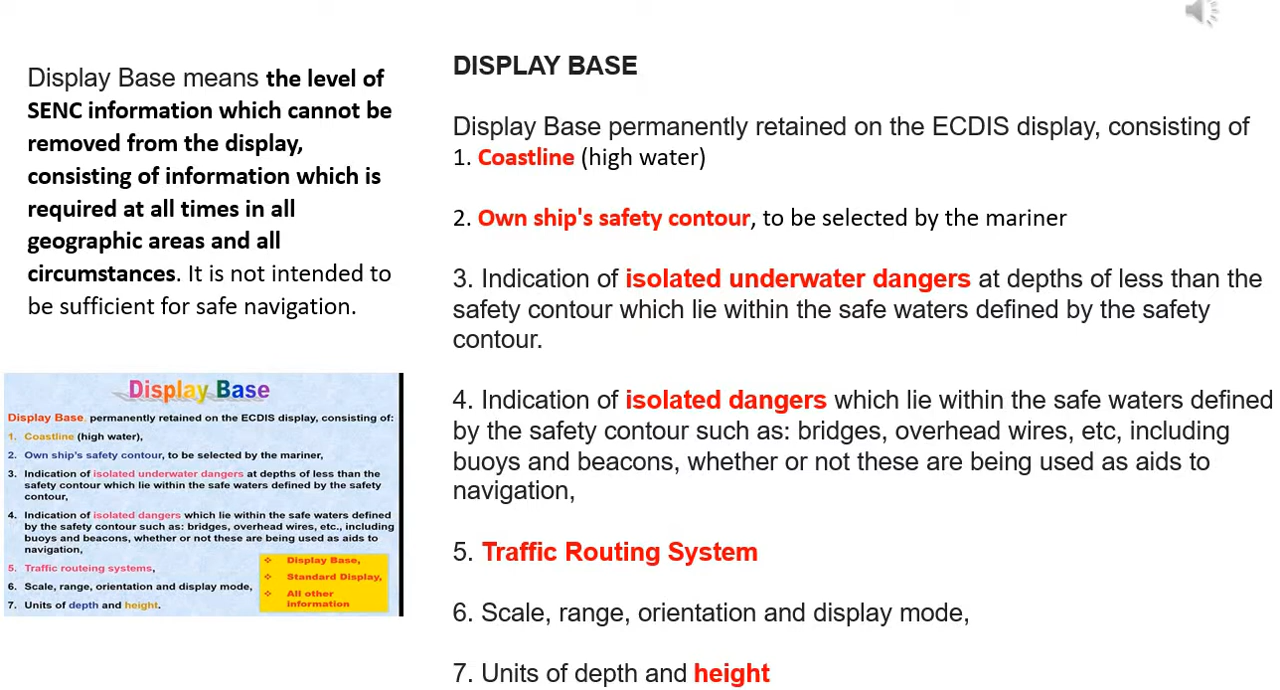 Display Base means the level of
SENC information which cannot be
removed from the display,
consisting of information which is
required at all times in all
geographic areas and all
circumstances. It is not intended to
be sufficient for safe navigation.
Display Base
Display Base, permanently retained on the ECDIS display, consisting of:
1. Coastline (high water),
2. Own ship's safety contour, to be selected by the mariner,
3. Indication of isolated underwater dangers at depths of less than the
safety contour which lie within the safe waters defined by the safety
contour,
4. Indication of isolated dangers which lie within the safe waters defined
by the safety contour such as: bridges, overhead wires, etc., including
buoys and beacons, whether or not these are being used as aids to
navigation,
5. Traffic routeing systems,
6. Scale, range, orientation and display mode,
7. Units of depth and height.
❖ Display Base,
❖ Standard Display,
❖ All other
information
DISPLAY BASE
Display Base permanently retained on the ECDIS display, consisting of
1. Coastline (high water)
2. Own ship's safety contour, to be selected by the mariner
3. Indication of isolated underwater dangers at depths of less than the
safety contour which lie within the safe waters defined by the safety
contour.
4. Indication of isolated dangers which lie within the safe waters defined
by the safety contour such as: bridges, overhead wires, etc, including
buoys and beacons, whether or not these are being used as aids to
navigation,
5. Traffic Routing System
6. Scale, range, orientation and display mode,
7. Units of depth and height